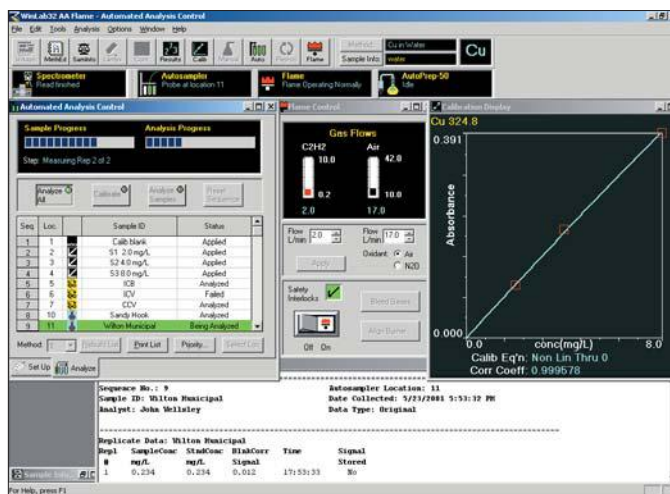 WinLab32 AA Flame - Automated Analysis Control
File Edit Tools Analysis Options Window Help
MethEd SamInfo Results Calib Manual Auto Flame
Method: Cu in Water
Sample Info: water
Cu
Spectrometer
Read finished
Autosampler
Probe at location 11
Flame
Flame Operating Normally
AutoPrep-50
Idle
Automated Analysis Control
Sample Progress Analysis Progress
Step: Measuring Rep 2 of 2
Analyze All
Calibrate
Analyze Samples
Reset Sequence
Seq Loc. Sample ID Status
1 1 Calib blank Applied
2 2 S1 2.0 mg/L Applied
3 3 S2 4.0 mg/L Applied
4 4 S3 8.0 mg/L Applied
5 5 ICB Analyzed
6 6 ICV Failed
7 7 CCV Analyzed
8 10 Sandy Hook Analyzed
9 11 Wilton Municipal Being Analyzed
Method: Rebuild List Print List Priority... Select Loc.
Set Up Analyze
Flame Control
Gas Flows
C2H2 Air
10.0 42.0
0.2 10.0
2.0 17.0
Flow L/min 2.0
Flow L/min 17.0
Apply
Oxidant: Air
N2O
Safety Interlocks
Bleed Gases
Off On
Align Burner
Calibration Display
Cu 324.8
0.391
Absorbance
0.000
0.0 conc(mg/L) 8.0
Calib Eq'n: Non Lin Thru 0
Corr Coeff: 0.999578
Sequence No.: 9 Autosampler Location: 11
Sample ID: Wilton Municipal Date Collected: 5/23/2001 5:53:32 PM
Analyst: John Wellsley Data Type: Original
Replicate Data: Wilton Municipal
Repl SampleConc StndConc BlnkCorr Time Signal
# mg/L mg/L Signal Stored
1 0.234 0.234 0.012 17:53:33 No
Sample Info
For Help, press F1